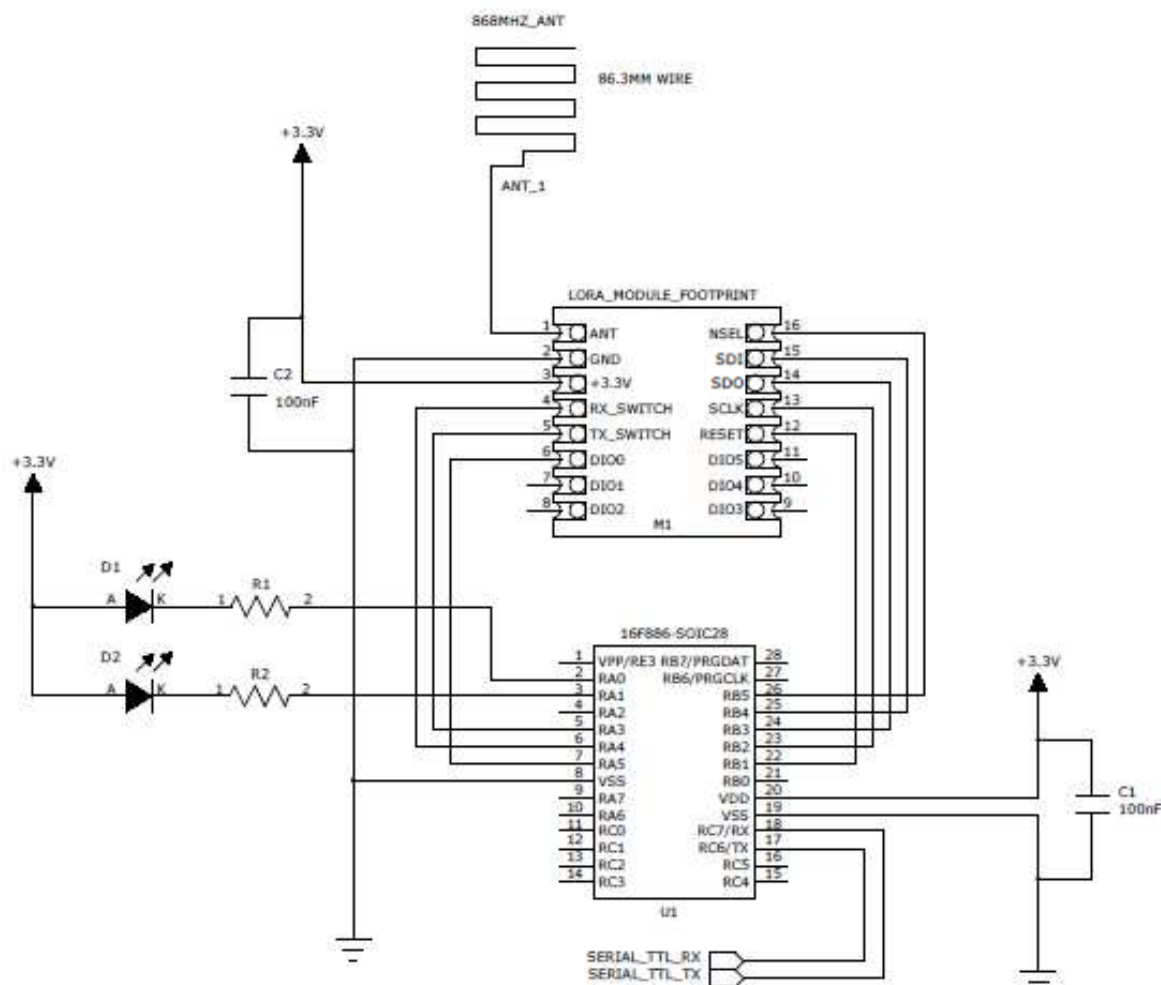 868MHZ_ANT
86.3MM WIRE
+3.3V
ANT_1
LORA_MODULE_FOOTPRINT
1 ANT NSEL 16
2 GND SDI 15
3 +3.3V SDO 14
4 RX_SWITCH SCLK 13
5 TX_SWITCH RESET 12
6 DIO0 DIO5 11
7 DIO1 DIO4 10
8 DIO2 DIO3 9
M1
C2
100nF
+3.3V
D1
A K 1 R1 2
D2
A K 1 R2 2
16F886-SOIC28
1 VPP/RE3 RB7/PRGDAT 28
2 RA0 RB6/PRGCLK 27
3 RA1 RB5 26
4 RA2 RB4 25
5 RA3 RB3 24
6 RA4 RB2 23
7 RA5 RB1 22
8 VSS RB0 21
9 RA7 VDD 20
10 RA6 VSS 19
11 RC0 RC7/RX 18
12 RC1 RC6/TX 17
13 RC2 RC5 16
14 RC3 RC4 15
U1
+3.3V
C1
100nF
SERIAL_TTL_RX
SERIAL_TTL_TX